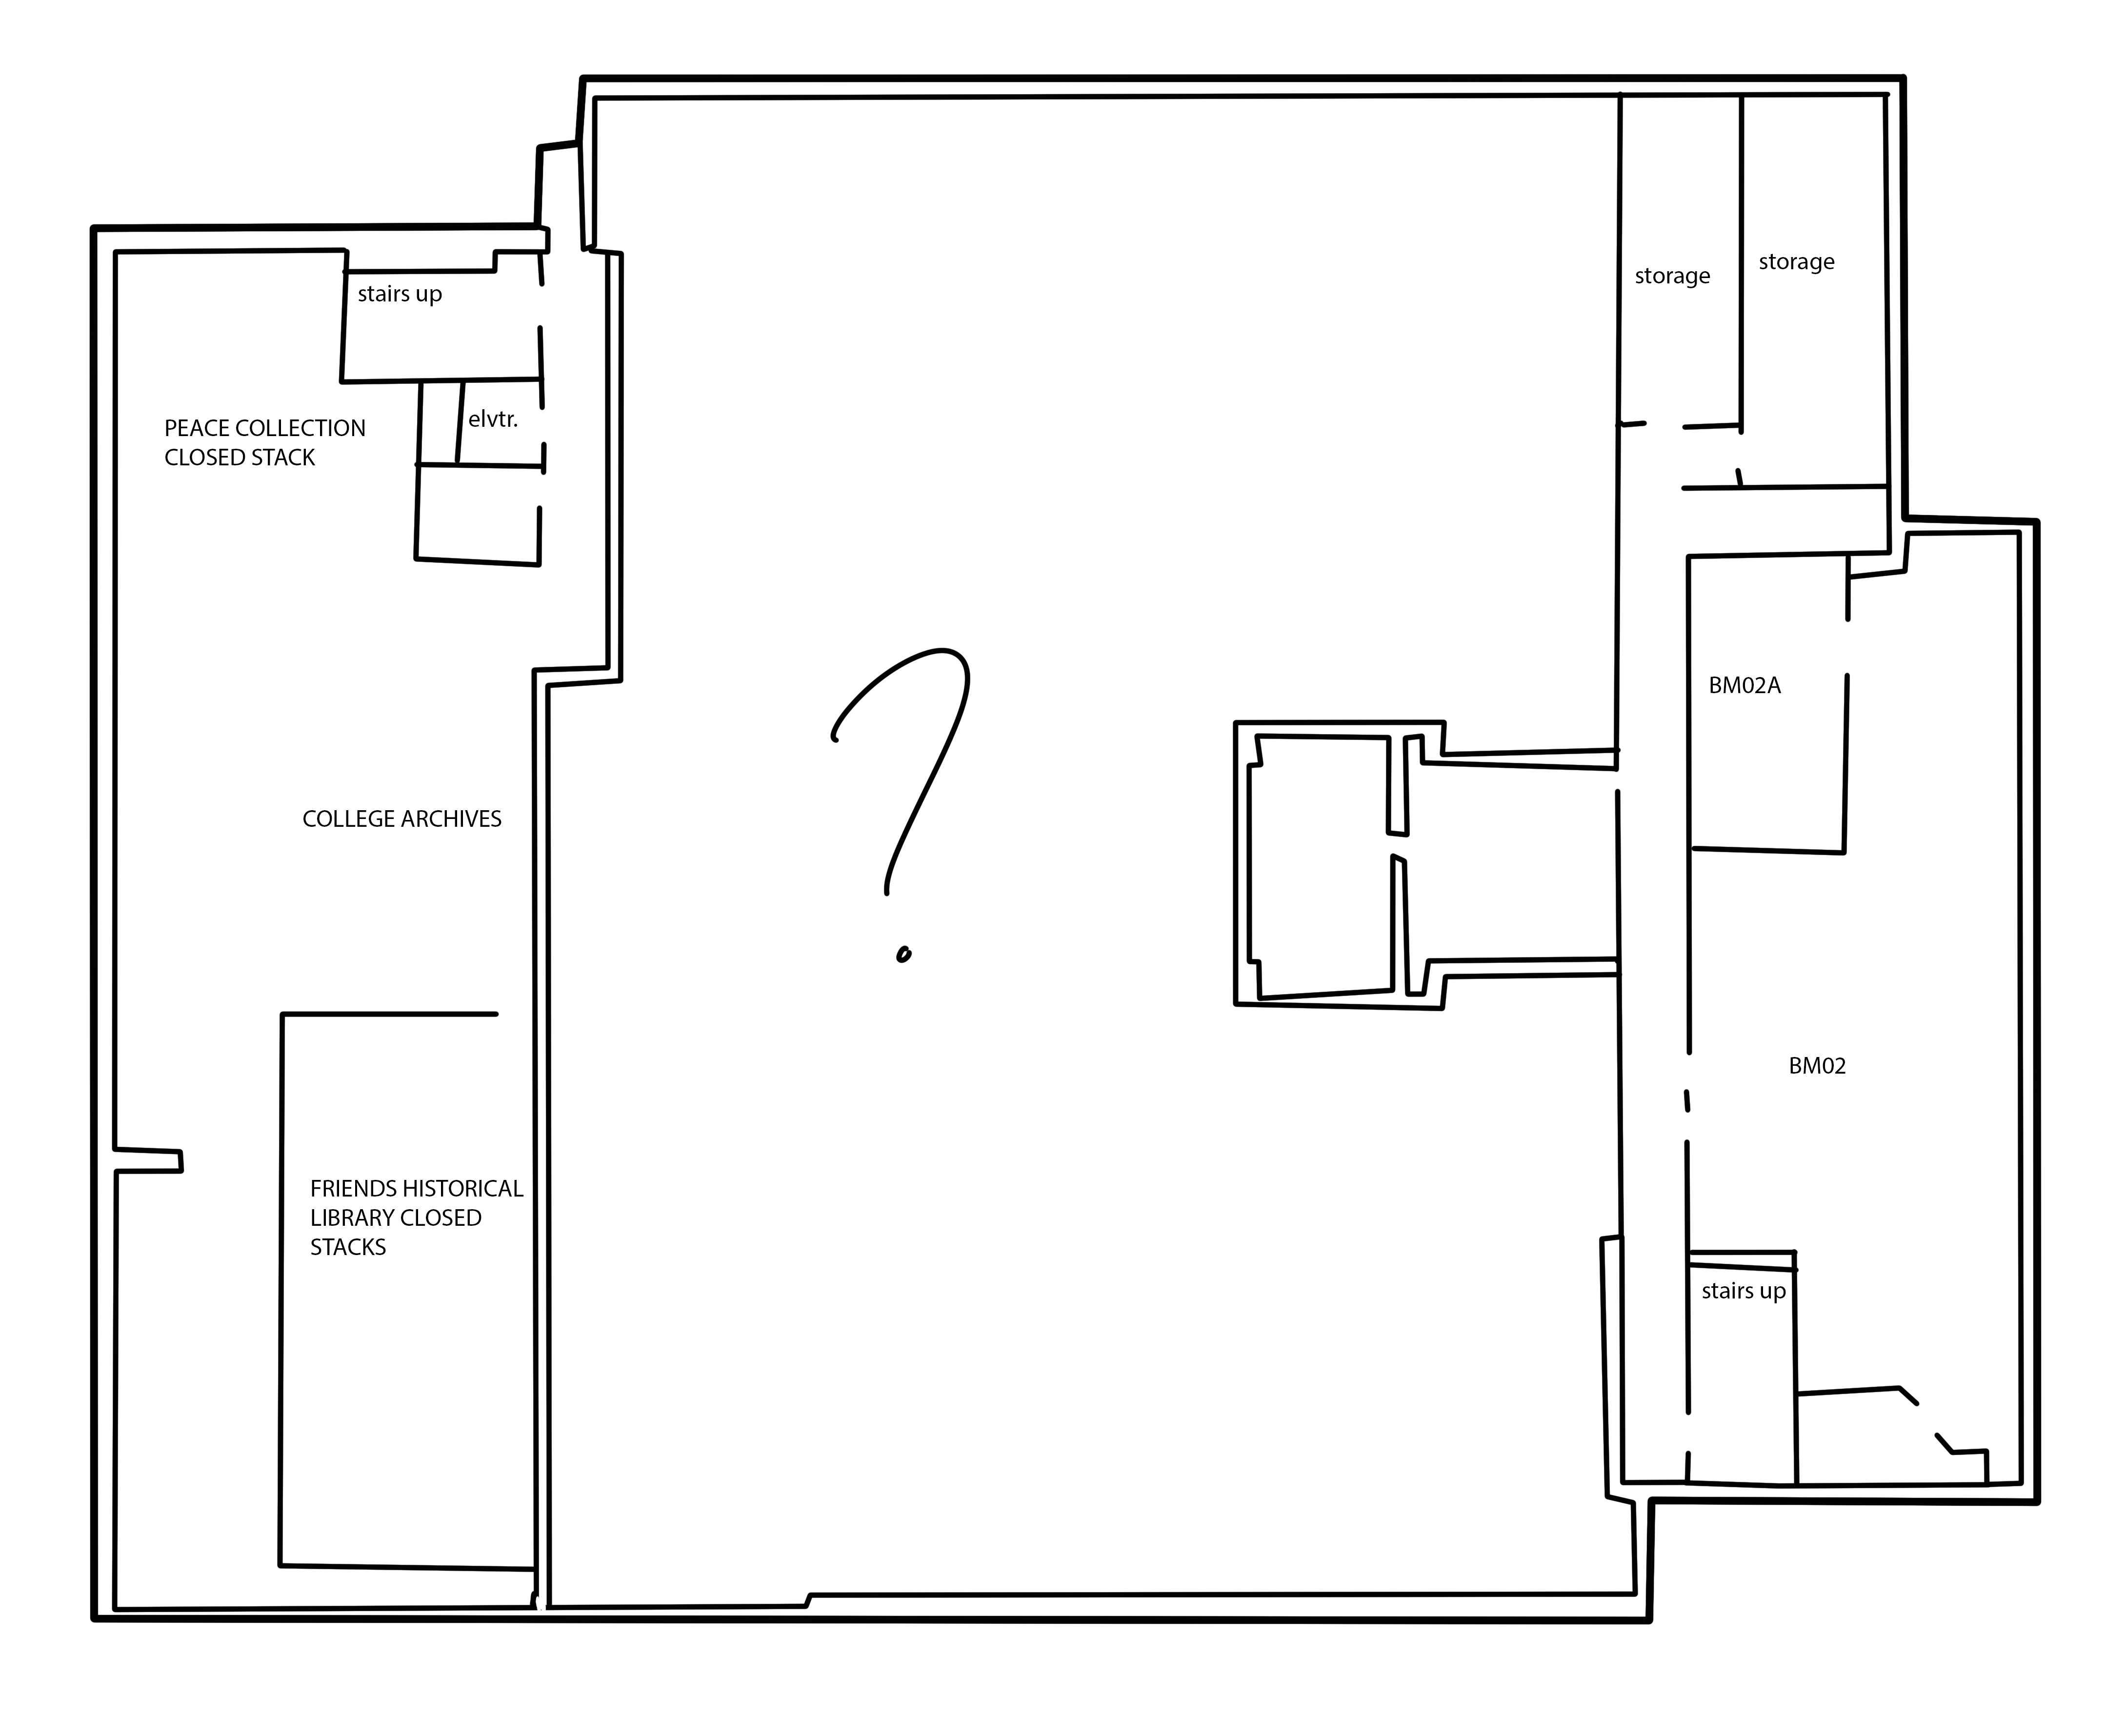 stairs up
elvtr.
PEACE COLLECTION
CLOSED STACK
COLLEGE ARCHIVES
FRIENDS HISTORICAL
LIBRARY CLOSED
STACKS
?
storage
storage
BM02A
BM02
stairs up